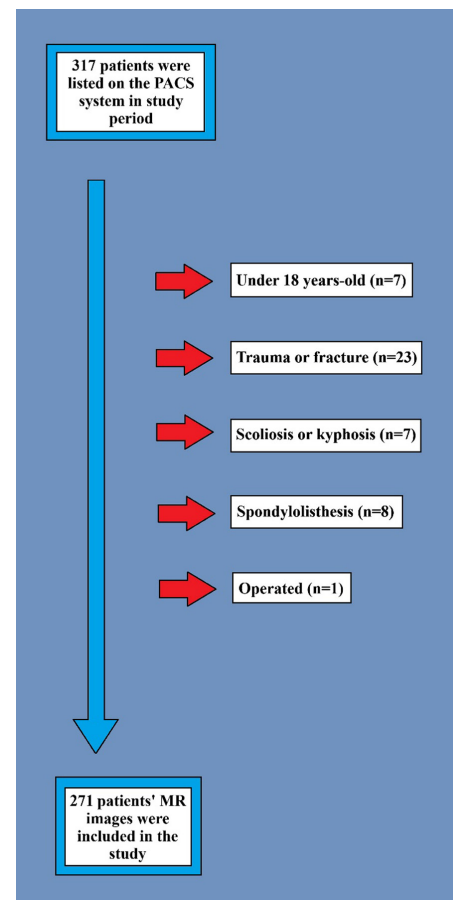 317 patients were
listed on the PACS
system in study
period
Under 18 years-old (n=7)
Trauma or fracture (n=23)
Scoliosis or kyphosis (n=7)
Spondylolisthesis (n=8)
Operated (n=1)
271 patients' MR
images were
included in the
study